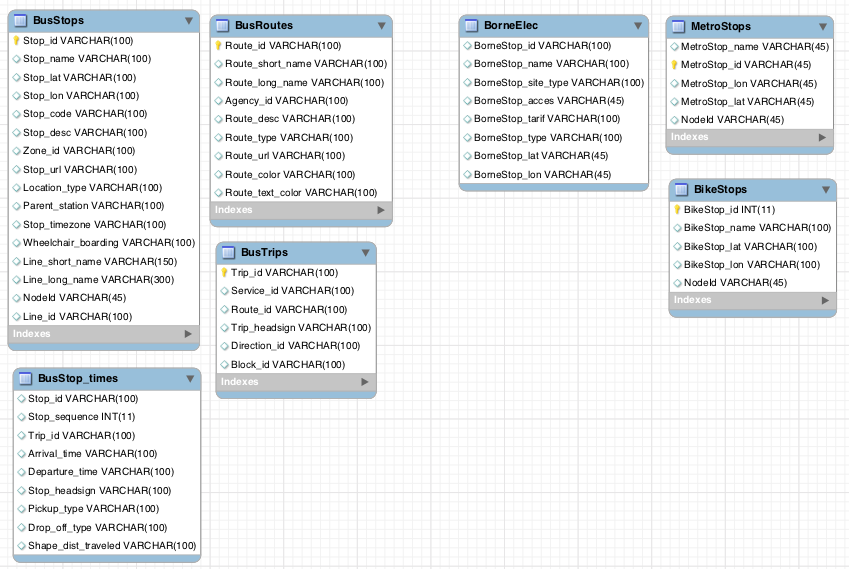 BusStops
Stop_id VARCHAR(100)
Stop_name VARCHAR(100)
Stop_lat VARCHAR(100)
Stop_lon VARCHAR(100)
Stop_code VARCHAR(100)
Stop_desc VARCHAR(100)
Zone_id VARCHAR(100)
Stop_url VARCHAR(100)
Location_type VARCHAR(100)
Parent_station VARCHAR(100)
Stop_timezone VARCHAR(100)
Wheelchair_boarding VARCHAR(100)
Line_short_name VARCHAR(150)
Line_long_name VARCHAR(300)
NodeId VARCHAR(45)
Line_id VARCHAR(100)
Indexes
BusStop_times
Stop_id VARCHAR(100)
Stop_sequence INT(11)
Trip_id VARCHAR(100)
Arrival_time VARCHAR(100)
Departure_time VARCHAR(100)
Stop_headsign VARCHAR(100)
Pickup_type VARCHAR(100)
Drop_off_type VARCHAR(100)
Shape_dist_traveled VARCHAR(100)
BusRoutes
Route_id VARCHAR(100)
Route_short_name VARCHAR(100)
Route_long_name VARCHAR(100)
Agency_id VARCHAR(100)
Route_desc VARCHAR(100)
Route_type VARCHAR(100)
Route_url VARCHAR(100)
Route_color VARCHAR(100)
Route_text_color VARCHAR(100)
Indexes
BusTrips
Trip_id VARCHAR(100)
Service_id VARCHAR(100)
Route_id VARCHAR(100)
Trip_headsign VARCHAR(100)
Direction_id VARCHAR(100)
Block_id VARCHAR(100)
Indexes
BorneElec
BorneStop_id VARCHAR(100)
BorneStop_name VARCHAR(100)
BorneStop_site_type VARCHAR(100)
BorneStop_acces VARCHAR(45)
BorneStop_tarif VARCHAR(100)
BorneStop_type VARCHAR(100)
BorneStop_lat VARCHAR(45)
BorneStop_lon VARCHAR(45)
MetroStops
MetroStop_name VARCHAR(45)
MetroStop_id VARCHAR(45)
MetroStop_lon VARCHAR(45)
MetroStop_lat VARCHAR(45)
NodeId VARCHAR(45)
Indexes
BikeStops
BikeStop_id INT(11)
BikeStop_name VARCHAR(100)
BikeStop_lat VARCHAR(100)
BikeStop_lon VARCHAR(100)
NodeId VARCHAR(45)
Indexes